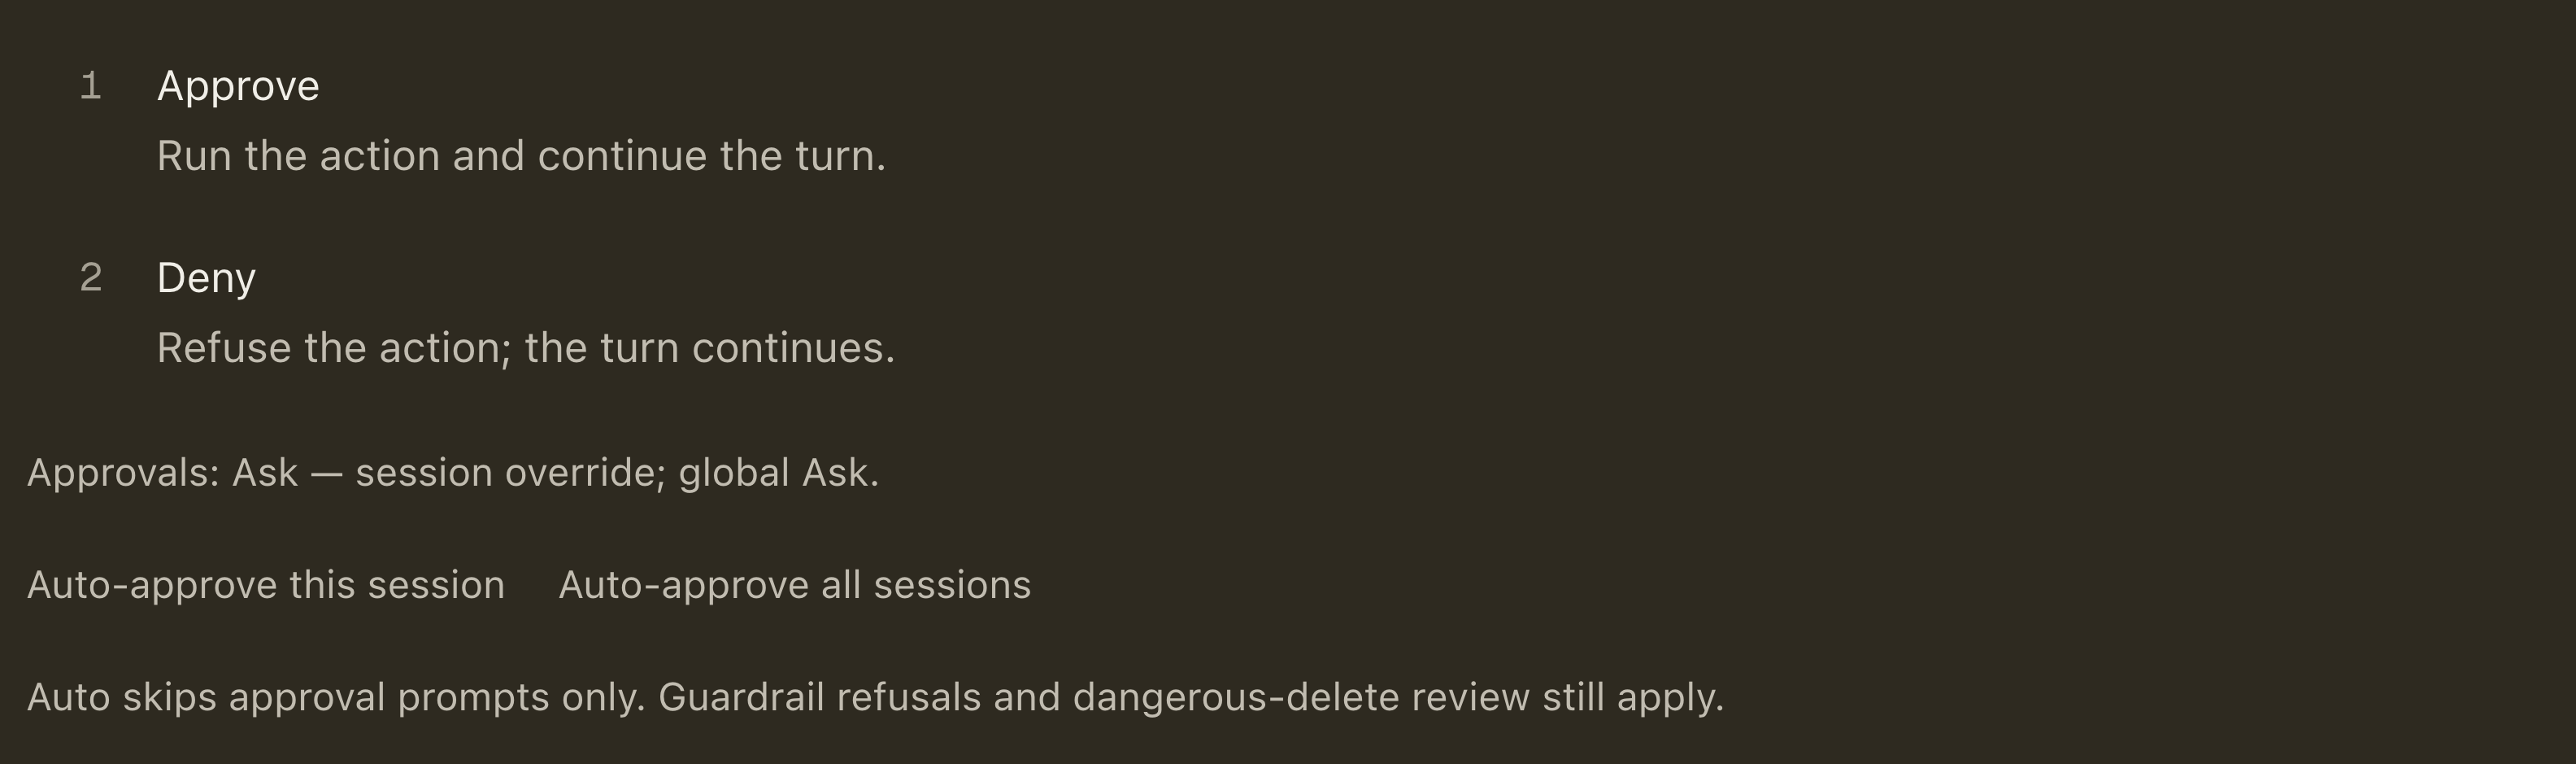 1 Approve
Run the action and continue the turn.
2 Deny
Refuse the action; the turn continues.
Approvals: Ask — session override; global Ask.
Auto-approve this session Auto-approve all sessions
Auto skips approval prompts only. Guardrail refusals and dangerous-delete review still apply.